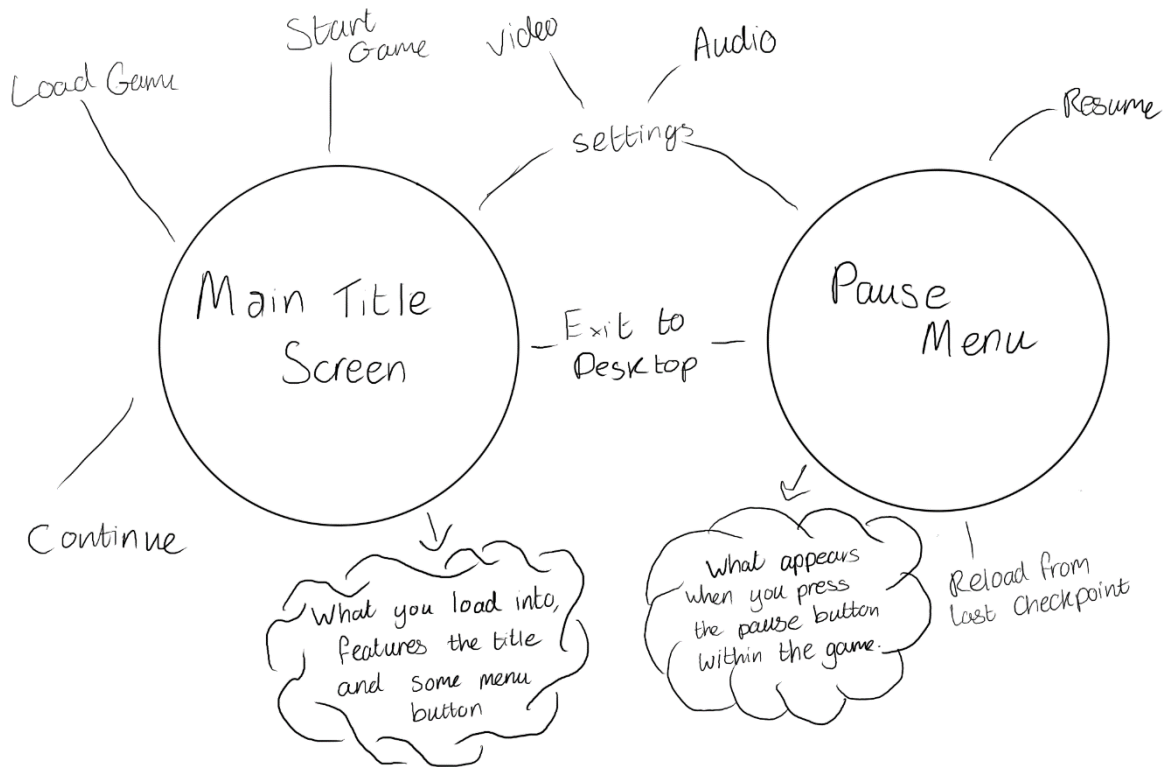 Start
Game
Video
Audio
Load Game
settings
Resume
Main Title
Screen
Exit to
Desktop
Pause
Menu
Continue
What you load into,
features the title
and some menu
button
What appears
when you press
the pause button
within the game.
Reload from
last checkpoint